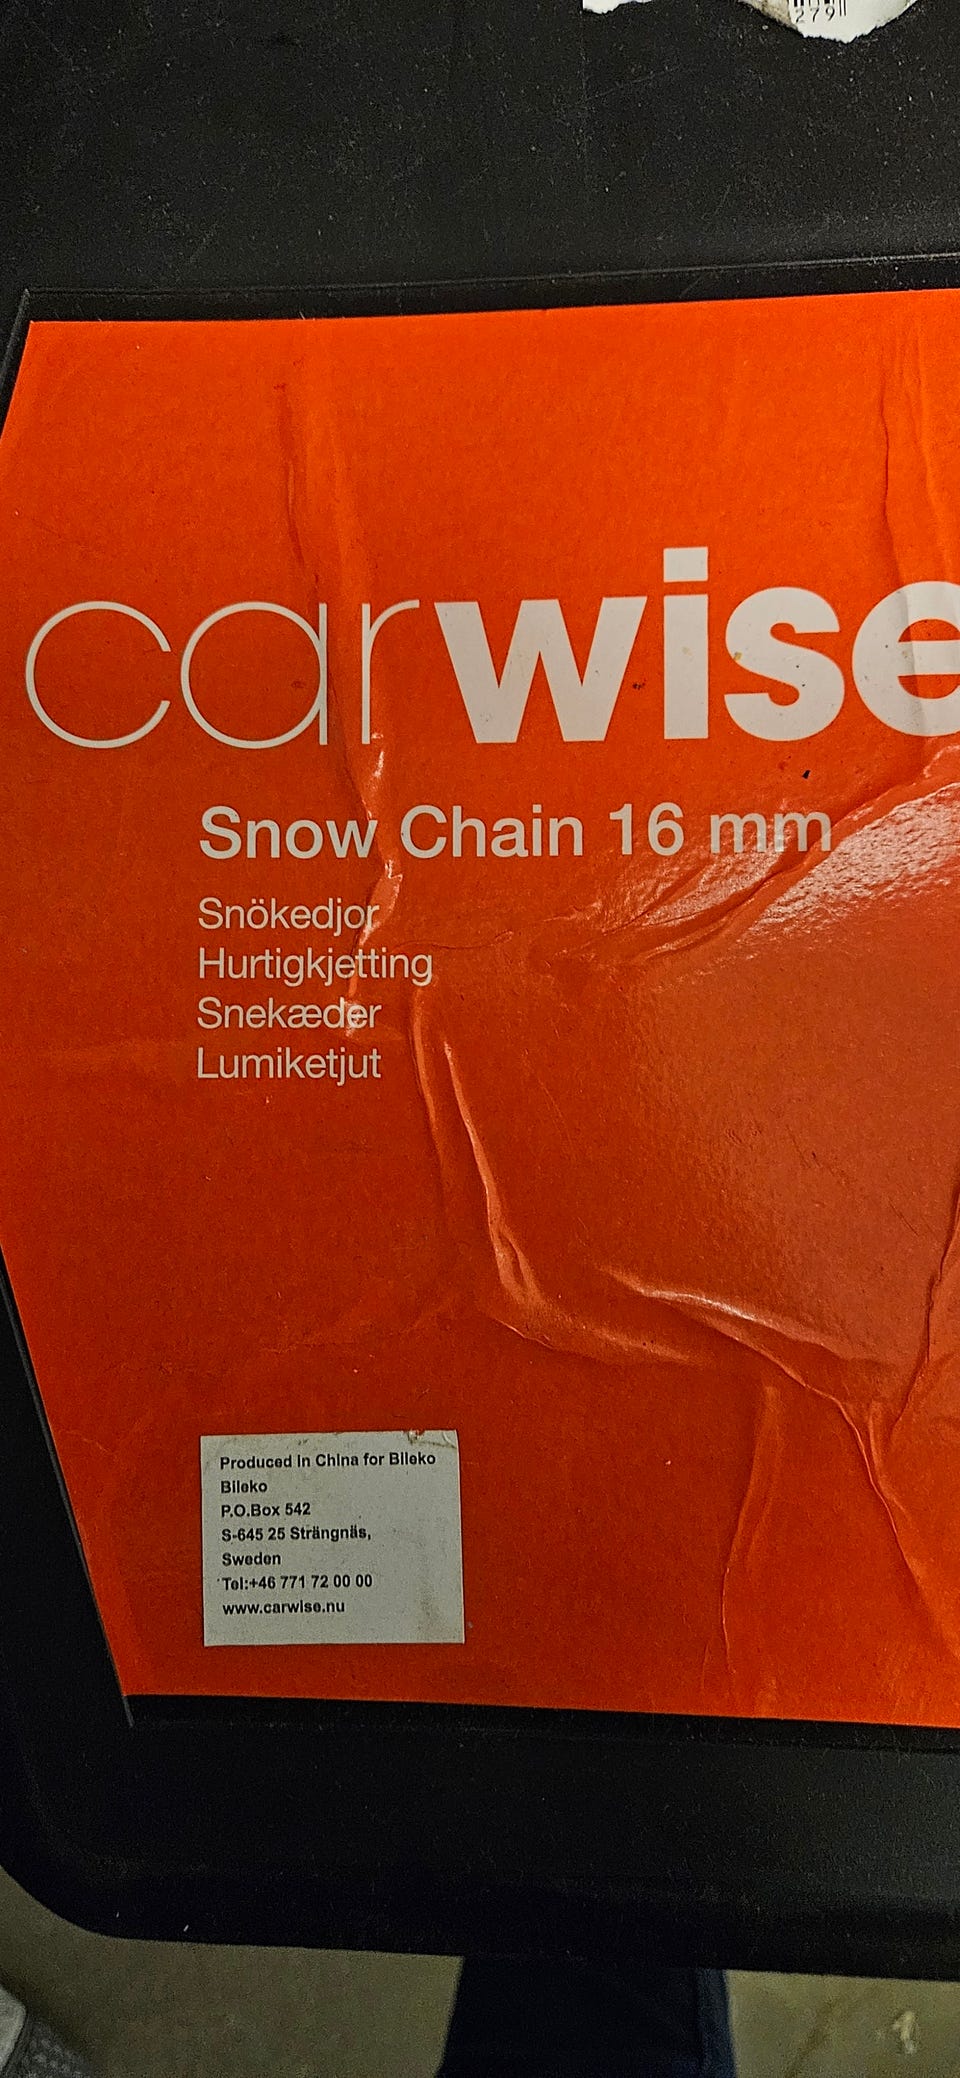 279
carwise
Snow Chain 16 mm
Snökedjor
Hurtigkjetting
Snekæder
Lumiketjut
Produced in China for Bileko
Bileko
P.O.Box 542
S-645 25 Strängnäs,
Sweden
Tel:+46 771 72 00 00
www.carwise.nu